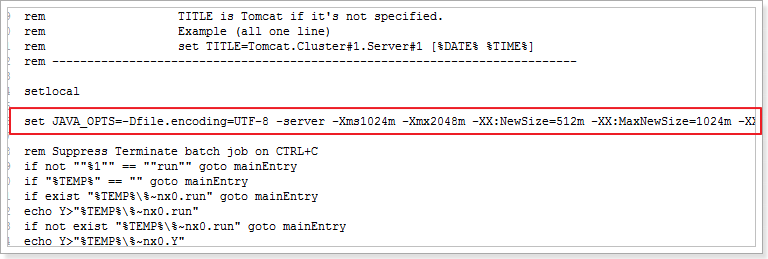 rem TITLE is Tomcat if it's not specified.
rem Example (all one line)
rem set TITLE=Tomcat.Cluster#1.Server#1 [%DATE% %TIME%]
rem ---------------------------------------------------------------------------
setlocal
set JAVA_OPTS=-Dfile.encoding=UTF-8 -server -Xms1024m -Xmx2048m -XX:NewSize=512m -XX:MaxNewSize=1024m -XX
rem Suppress Terminate batch job on CTRL+C
if not ""%1"" == ""run"" goto mainEntry
if "%TEMP%" == "" goto mainEntry
if exist "%TEMP%\%~nx0.run" goto mainEntry
echo Y>"%TEMP%\%~nx0.run"
if not exist "%TEMP%\%~nx0.run" goto mainEntry
echo Y>"%TEMP%\%~nx0.Y"